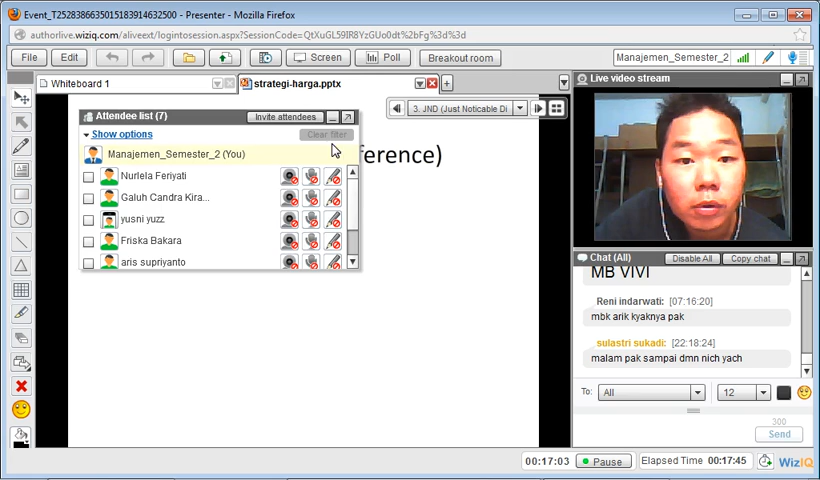 Event_T2528386635015183914632500 - Presenter - Mozilla Firefox
authorlive.wiziq.com/aliveext/logintosession.aspx?SessionCode=QtXuGL59IR8YzGUo0dt%2bFg%3d%3d
File
Edit
Screen
Poll
Breakout room
Manajemen_Semester_2
Whiteboard 1
strategi-harga.pptx
Live video stream
Attendee list (7)
Invite attendees
3. JND (Just Noticable Di
Show options
Clear filter
Manajemen_Semester_2 (You)
ference)
Nurlela Feriyati
Galuh Candra Kira...
yusni yuzz
Friska Bakara
aris supriyanto
Chat (All)
Disable All
Copy chat
MB VIVI
Reni indarwati: [07:16:20]
mbk arik kyaknya pak
sulastri sukadi: [22:18:24]
malam pak sampai dmn nich yach
To:
All
12
300
Send
00:17:03
Pause
Elapsed Time 00:17:45
WizIQ